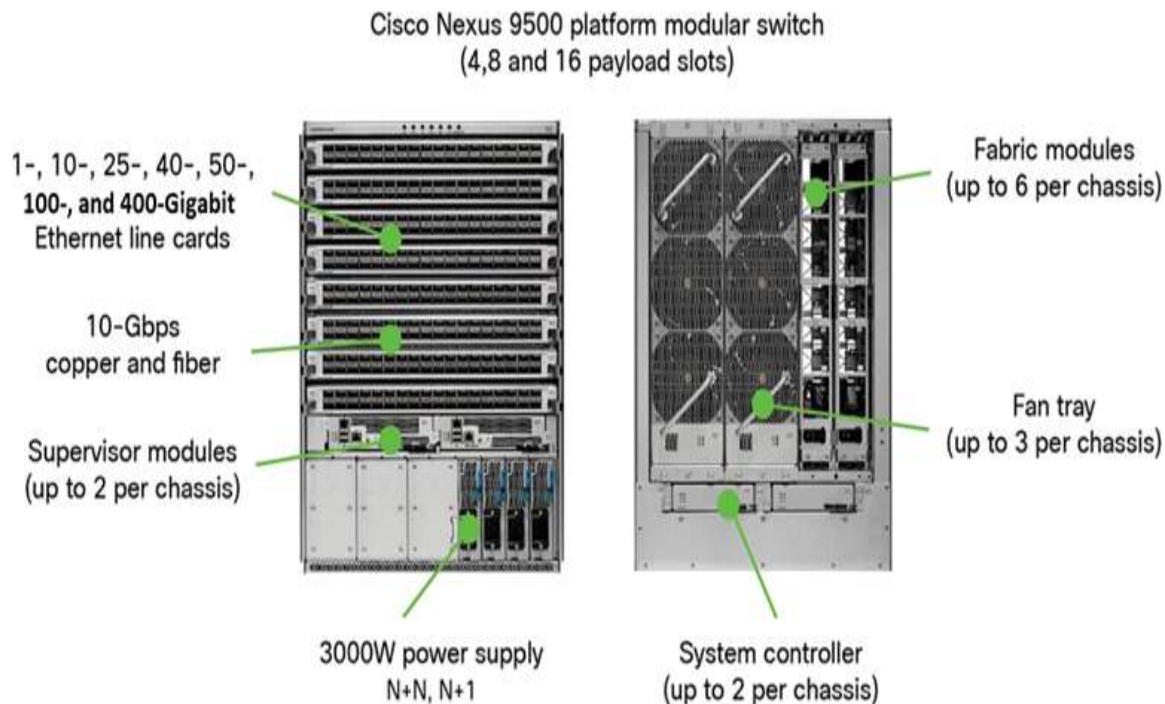 Cisco Nexus 9500 platform modular switch
(4,8 and 16 payload slots)
1-, 10-, 25-, 40-, 50-,
100-, and 400-Gigabit
Ethernet line cards
10-Gbps
copper and fiber
Supervisor modules
(up to 2 per chassis)
3000W power supply
N+N, N+1
Fabric modules
(up to 6 per chassis)
Fan tray
(up to 3 per chassis)
System controller
(up to 2 per chassis)